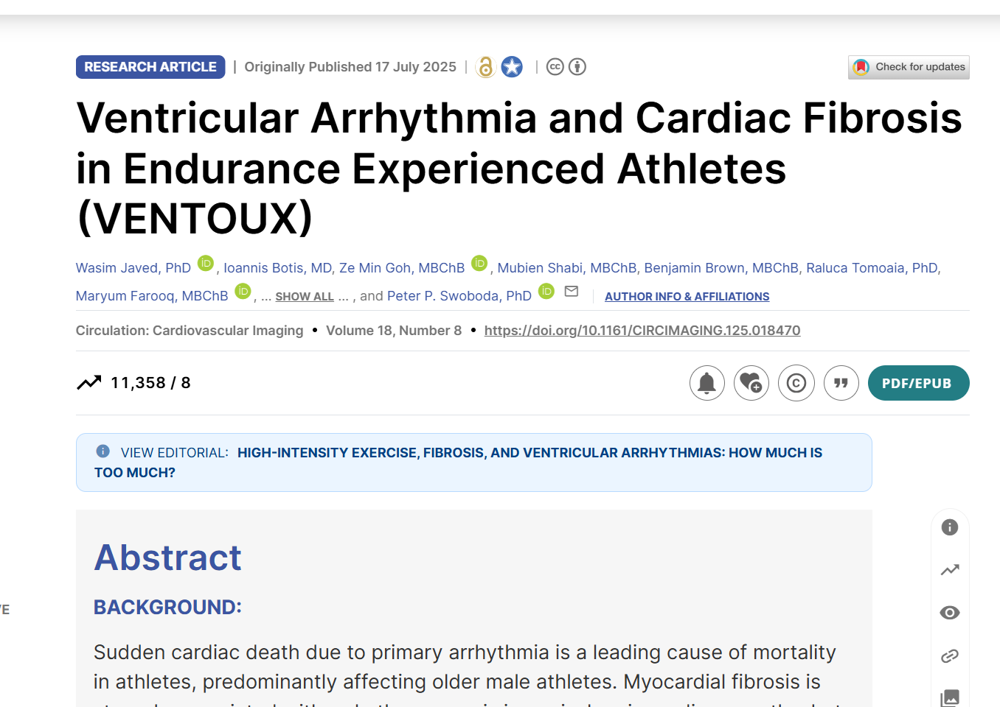 RESEARCH ARTICLE | Originally Published 17 July 2025 | |
Check for updates
Ventricular Arrhythmia and Cardiac Fibrosis
in Endurance Experienced Athletes
(VENTOUX)
Wasim Javed, PhD iD , Ioannis Botis, MD, Ze Min Goh, MBChB iD , Mubien Shabi, MBChB, Benjamin Brown, MBChB, Raluca Tomoaia, PhD,
Maryum Farooq, MBChB iD , ... SHOW ALL ... , and Peter P. Swoboda, PhD iD AUTHOR INFO & AFFILIATIONS
Circulation: Cardiovascular Imaging • Volume 18, Number 8 • https://doi.org/10.1161/CIRCIMAGING.125.018470
11,358 / 8
PDF/EPUB
VIEW EDITORIAL: HIGH-INTENSITY EXERCISE, FIBROSIS, AND VENTRICULAR ARRHYTHMIAS: HOW MUCH IS
TOO MUCH?
Abstract
BACKGROUND:
Sudden cardiac death due to primary arrhythmia is a leading cause of mortality
in athletes, predominantly affecting older male athletes. Myocardial fibrosis is